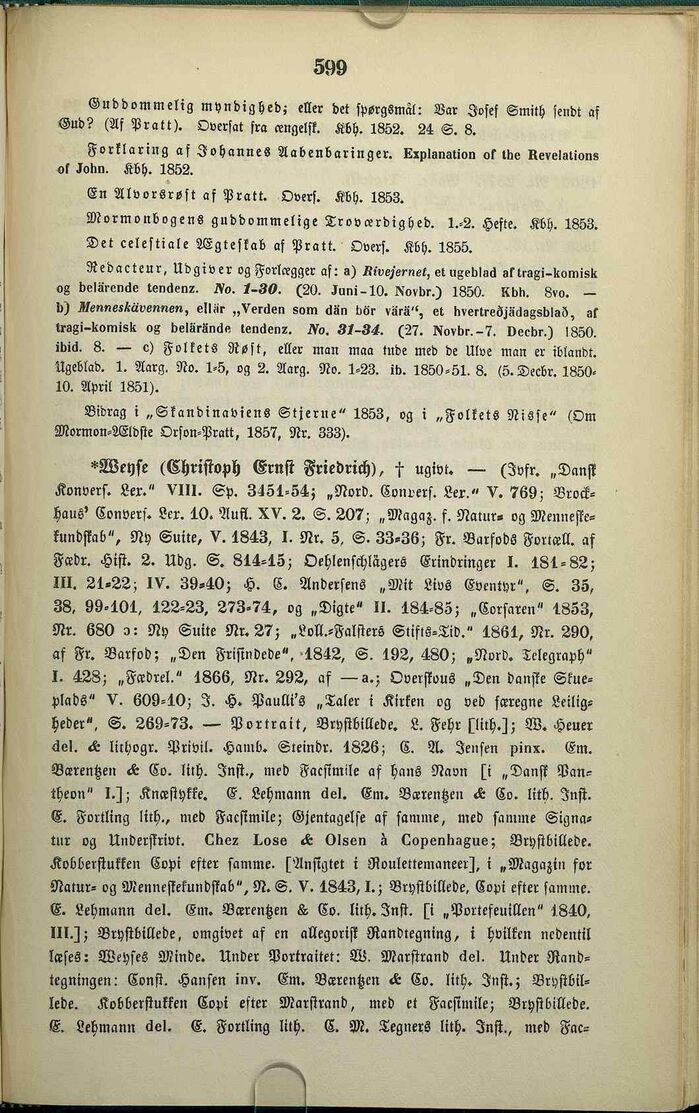 599
Guddommelig myndighed; eller det spørgsmål: Var Josef Smith sendt af
Gud? (Af Pratt). Oversat fra ængelsk. Kbh. 1852. 24 S. 8.
Forklaring af Johannes Aabenbaringer. Explanation of the Revelations
of John. Kbh. 1852.
En Alvorsrøst af Pratt. Overs. Kbh. 1853.
Mormonbogens guddommelige Troværdighed. 1.-2. Hefte. Kbh. 1853.
Det celestiale Ægteskab af Pratt. Overs. Kbh. 1855.
Redacteur, Udgiver og Forlægger af: a) Rivejernet, et ugeblad af tragi-komisk
og belärende tendenz. No. 1-30. (20. Juni-10. Novbr.) 1850. Kbh. 8vo. —
b) Menneskävennen, ellär „Verden som dän bör värä“, et hvertreðjädagsblað, af
tragi-komisk og belärände tendenz. No. 31-34. (27. Novbr.-7. Decbr.) 1850.
ibid. 8. — c) Folkets Røst, eller man maa tude med de Ulve man er iblandt.
Ugeblad. 1. Aarg. No. 1-5, og 2. Aarg. No. 1-23. ib. 1850-51. 8. (5. Decbr. 1850-
10. April 1851).
Bidrag i „Skandinaviens Stjerne“ 1853, og i „Folkets Nisse“ (Om
Mormon-Ældste Orson-Pratt, 1857, Nr. 333).
*Weyse (Christoph Ernst Friedrich), † ugivt. — (Jvfr. „Dansk
Konvers. Lex.“ VIII. Sp. 3451-54; „Nord. Convers. Lex.“ V. 769; Brock-
haus' Convers. Lex. 10. Aufl. XV. 2. S. 207; „Magaz. f. Natur- og Menneske-
kundskab“, Ny Suite, V. 1843, I. Nr. 5, S. 33-36; Fr. Barfods Fortæll. af
Fædr. Hist. 2. Udg. S. 814-15; Oehlenschlägers Erindringer I. 181-82;
III. 21-22; IV. 39-40; H. C. Andersens „Mit Livs Eventyr“, S. 35,
38, 99-101, 122-23, 273-74, og „Digte“ II. 184-85; „Corsaren“ 1853,
Nr. 680 ɔ: Ny Suite Nr. 27; „Loll.-Falsters Stifts-Tid.“ 1861, Nr. 290,
af Fr. Barfod; „Den Frisindede“, 1842, S. 192, 480; „Nord. Telegraph“
I. 428; „Fædrel.“ 1866, Nr. 292, af —a.; Overskous „Den danske Skue-
plads“ V. 609-10; J. H. Paulli's „Taler i Kirken og ved færegne Leilig-
heder“, S. 269-73. — Portrait, Brystbillede. L. Fehr [lith.]; W. Heuer
del. & lithogr. Privil. Hamb. Steindr. 1826; C. A. Jensen pinx. Em.
Bærentzen & Co. lith. Inst., med Facsimile af hans Navn [i „Dansk Pan-
theon“ I.]; Knæstykke. E. Lehmann del. Em. Bærentzen & Co. lith. Inst.
E. Fortling lith., med Facsimile; Gjentagelse af samme, med samme Signa-
tur og Underskrivt. Chez Lose & Olsen à Copenhague; Brystbillede.
Kobberstukken Copi efter samme. [Ansigtet i Roulettemaneer], i „Magazin for
Natur- og Menneskekundskab“, N. S. V. 1843, I.; Brystbillede, Copi efter samme.
E. Lehmann del. Em. Bærentzen & Co. lith. Inst. [i „Portefeuillen“ 1840,
III.]; Brystbillede, omgivet af en allegorisk Randtegning, i hvilken nedentil
læses: Weyses Minde. Under Portraitet: W. Marstrand del. Under Rand-
tegningen: Const. Hansen inv. Em. Bærentzen & Co. lith. Inst.; Brystbil-
lede. Kobberstukken Copi efter Marstrand, med et Facsimile; Brystbillede.
E. Lehmann del. E. Fortling lith. C. M. Tegners lith. Inst., med Fac-